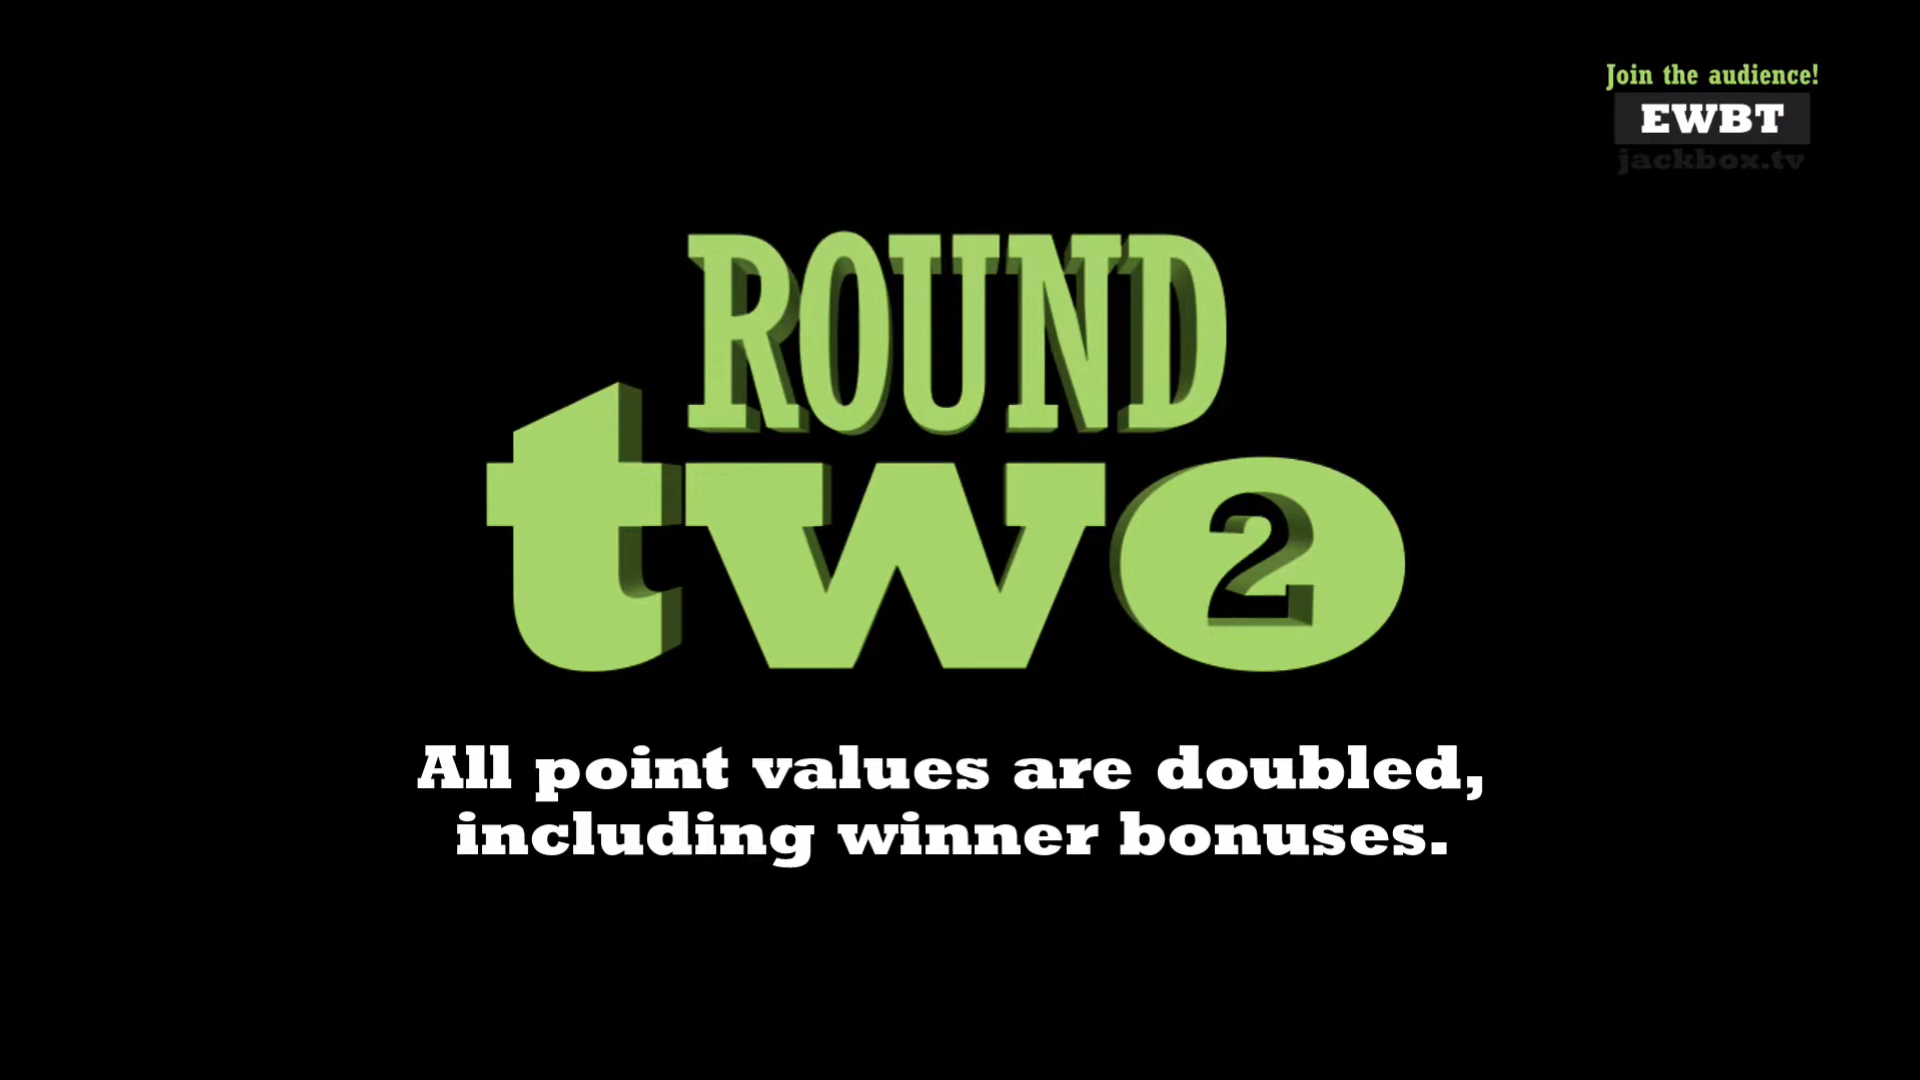 Join the audience!
EWBT
jackbox.tv
ROUND
two
2
All point values are doubled,
including winner bonuses.